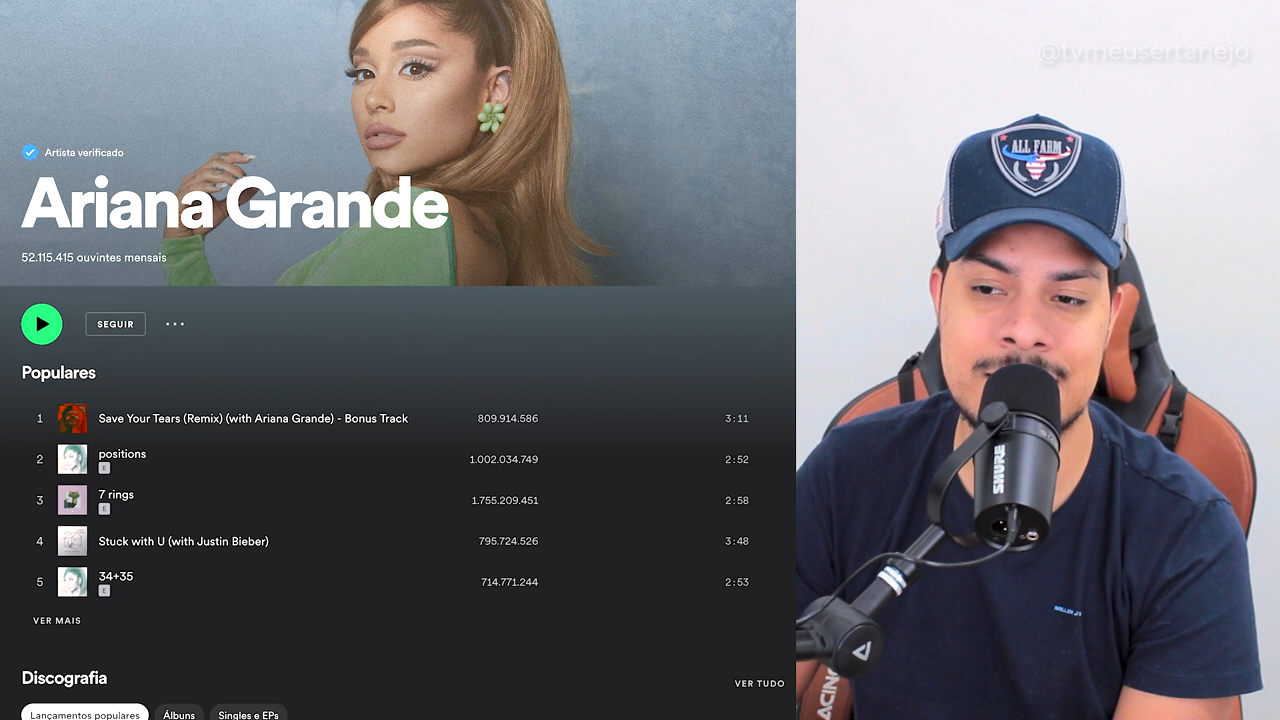 @tvmeusertanejo
Artista verificado
Ariana Grande
52.115.415 ouvintes mensais
SEGUIR
Populares
1 Save Your Tears (Remix) (with Ariana Grande) - Bonus Track 809.914.586 3:11
2 positions 1.002.034.749 2:52
E
3 7 rings 1.755.209.451 2:58
E
4 Stuck with U (with Justin Bieber) 795.724.526 3:48
5 34+35 714.771.244 2:53
E
VER MAIS
Discografia
VER TUDO
Lançamentos populares Álbuns Singles e EPs
ALL FARM
SHURE